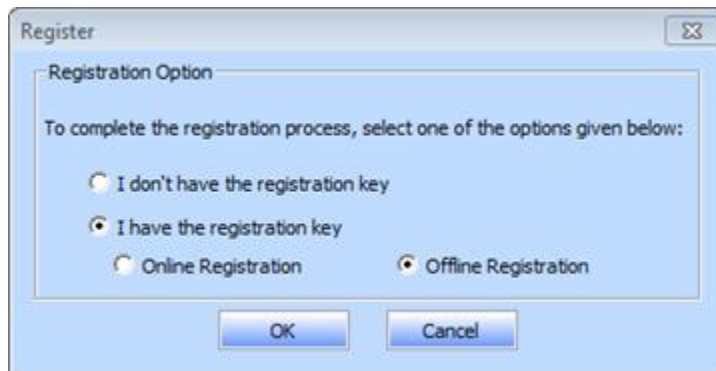 Register
Registration Option
To complete the registration process, select one of the options given below:
I don't have the registration key
I have the registration key
Online Registration Offline Registration
OK Cancel